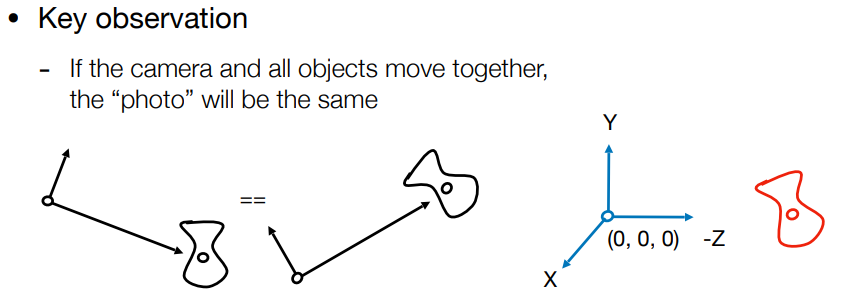 • Key observation
- If the camera and all objects move together,
the “photo” will be the same
==
Y
(0, 0, 0) -Z
X